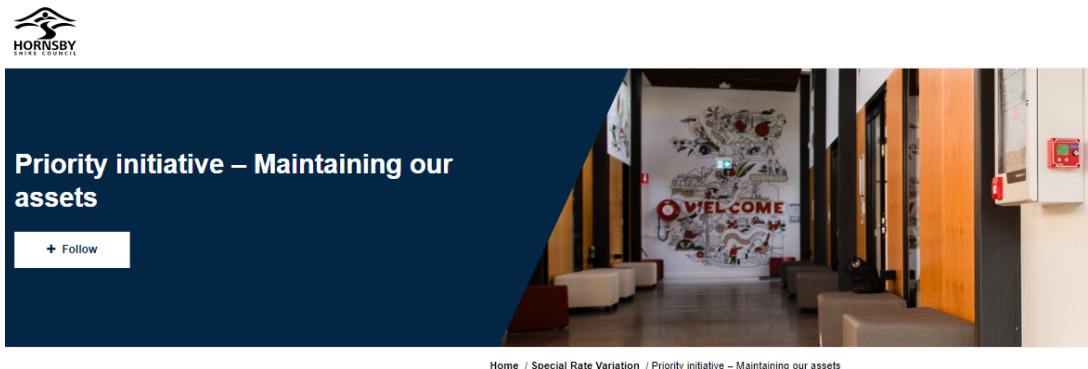 HORNSBY
SHIRE COUNCIL
Priority initiative – Maintaining our
assets
+ Follow
WELCOME
Home / Special Rate Variation / Priority initiative – Maintaining our assets